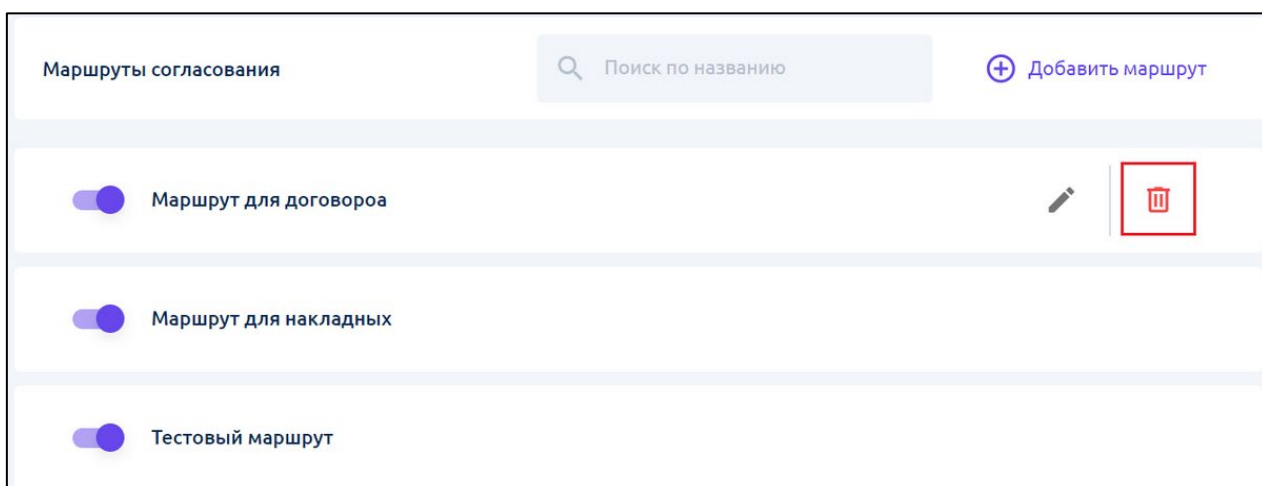 Маршруты согласования
Поиск по названию
Добавить маршрут
Маршрут для договороа
Маршрут для накладных
Тестовый маршрут